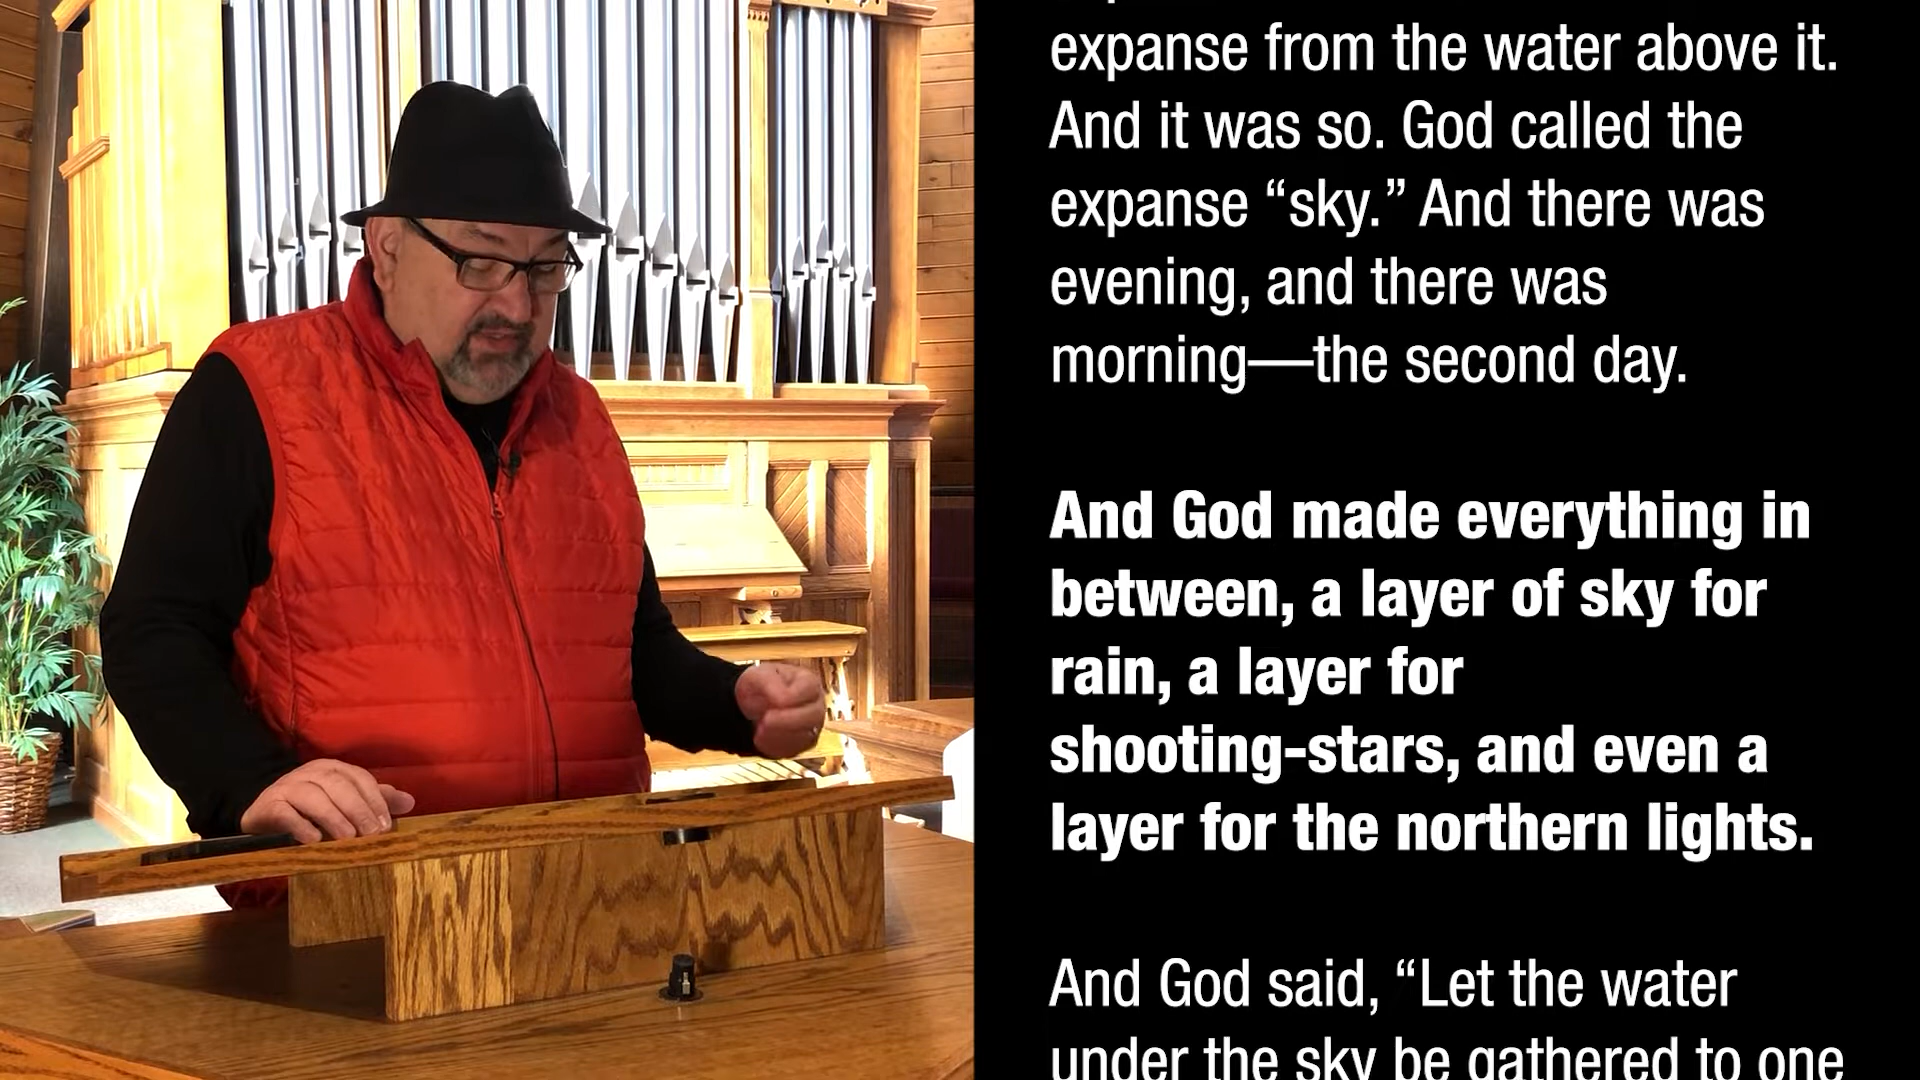 expanse from the water above it.
And it was so. God called the
expanse “sky.” And there was
evening, and there was
morning—the second day.
And God made everything in
between, a layer of sky for
rain, a layer for
shooting-stars, and even a
layer for the northern lights.
And God said, “Let the water
under the sky be gathered to one